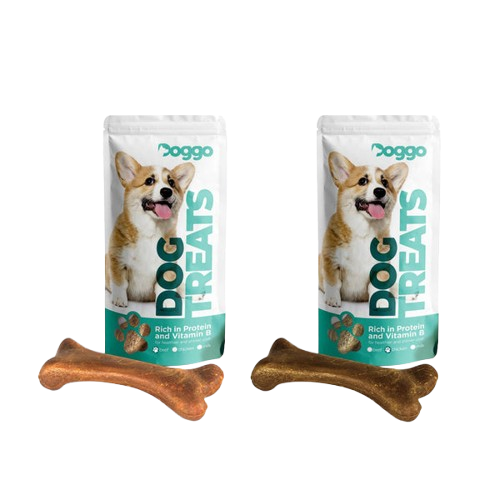 Doggo
DOG
TREATS
Rich in Protein
and Vitamin B
Doggo
DOG
TREATS
Rich in Protein
and Vitamin B